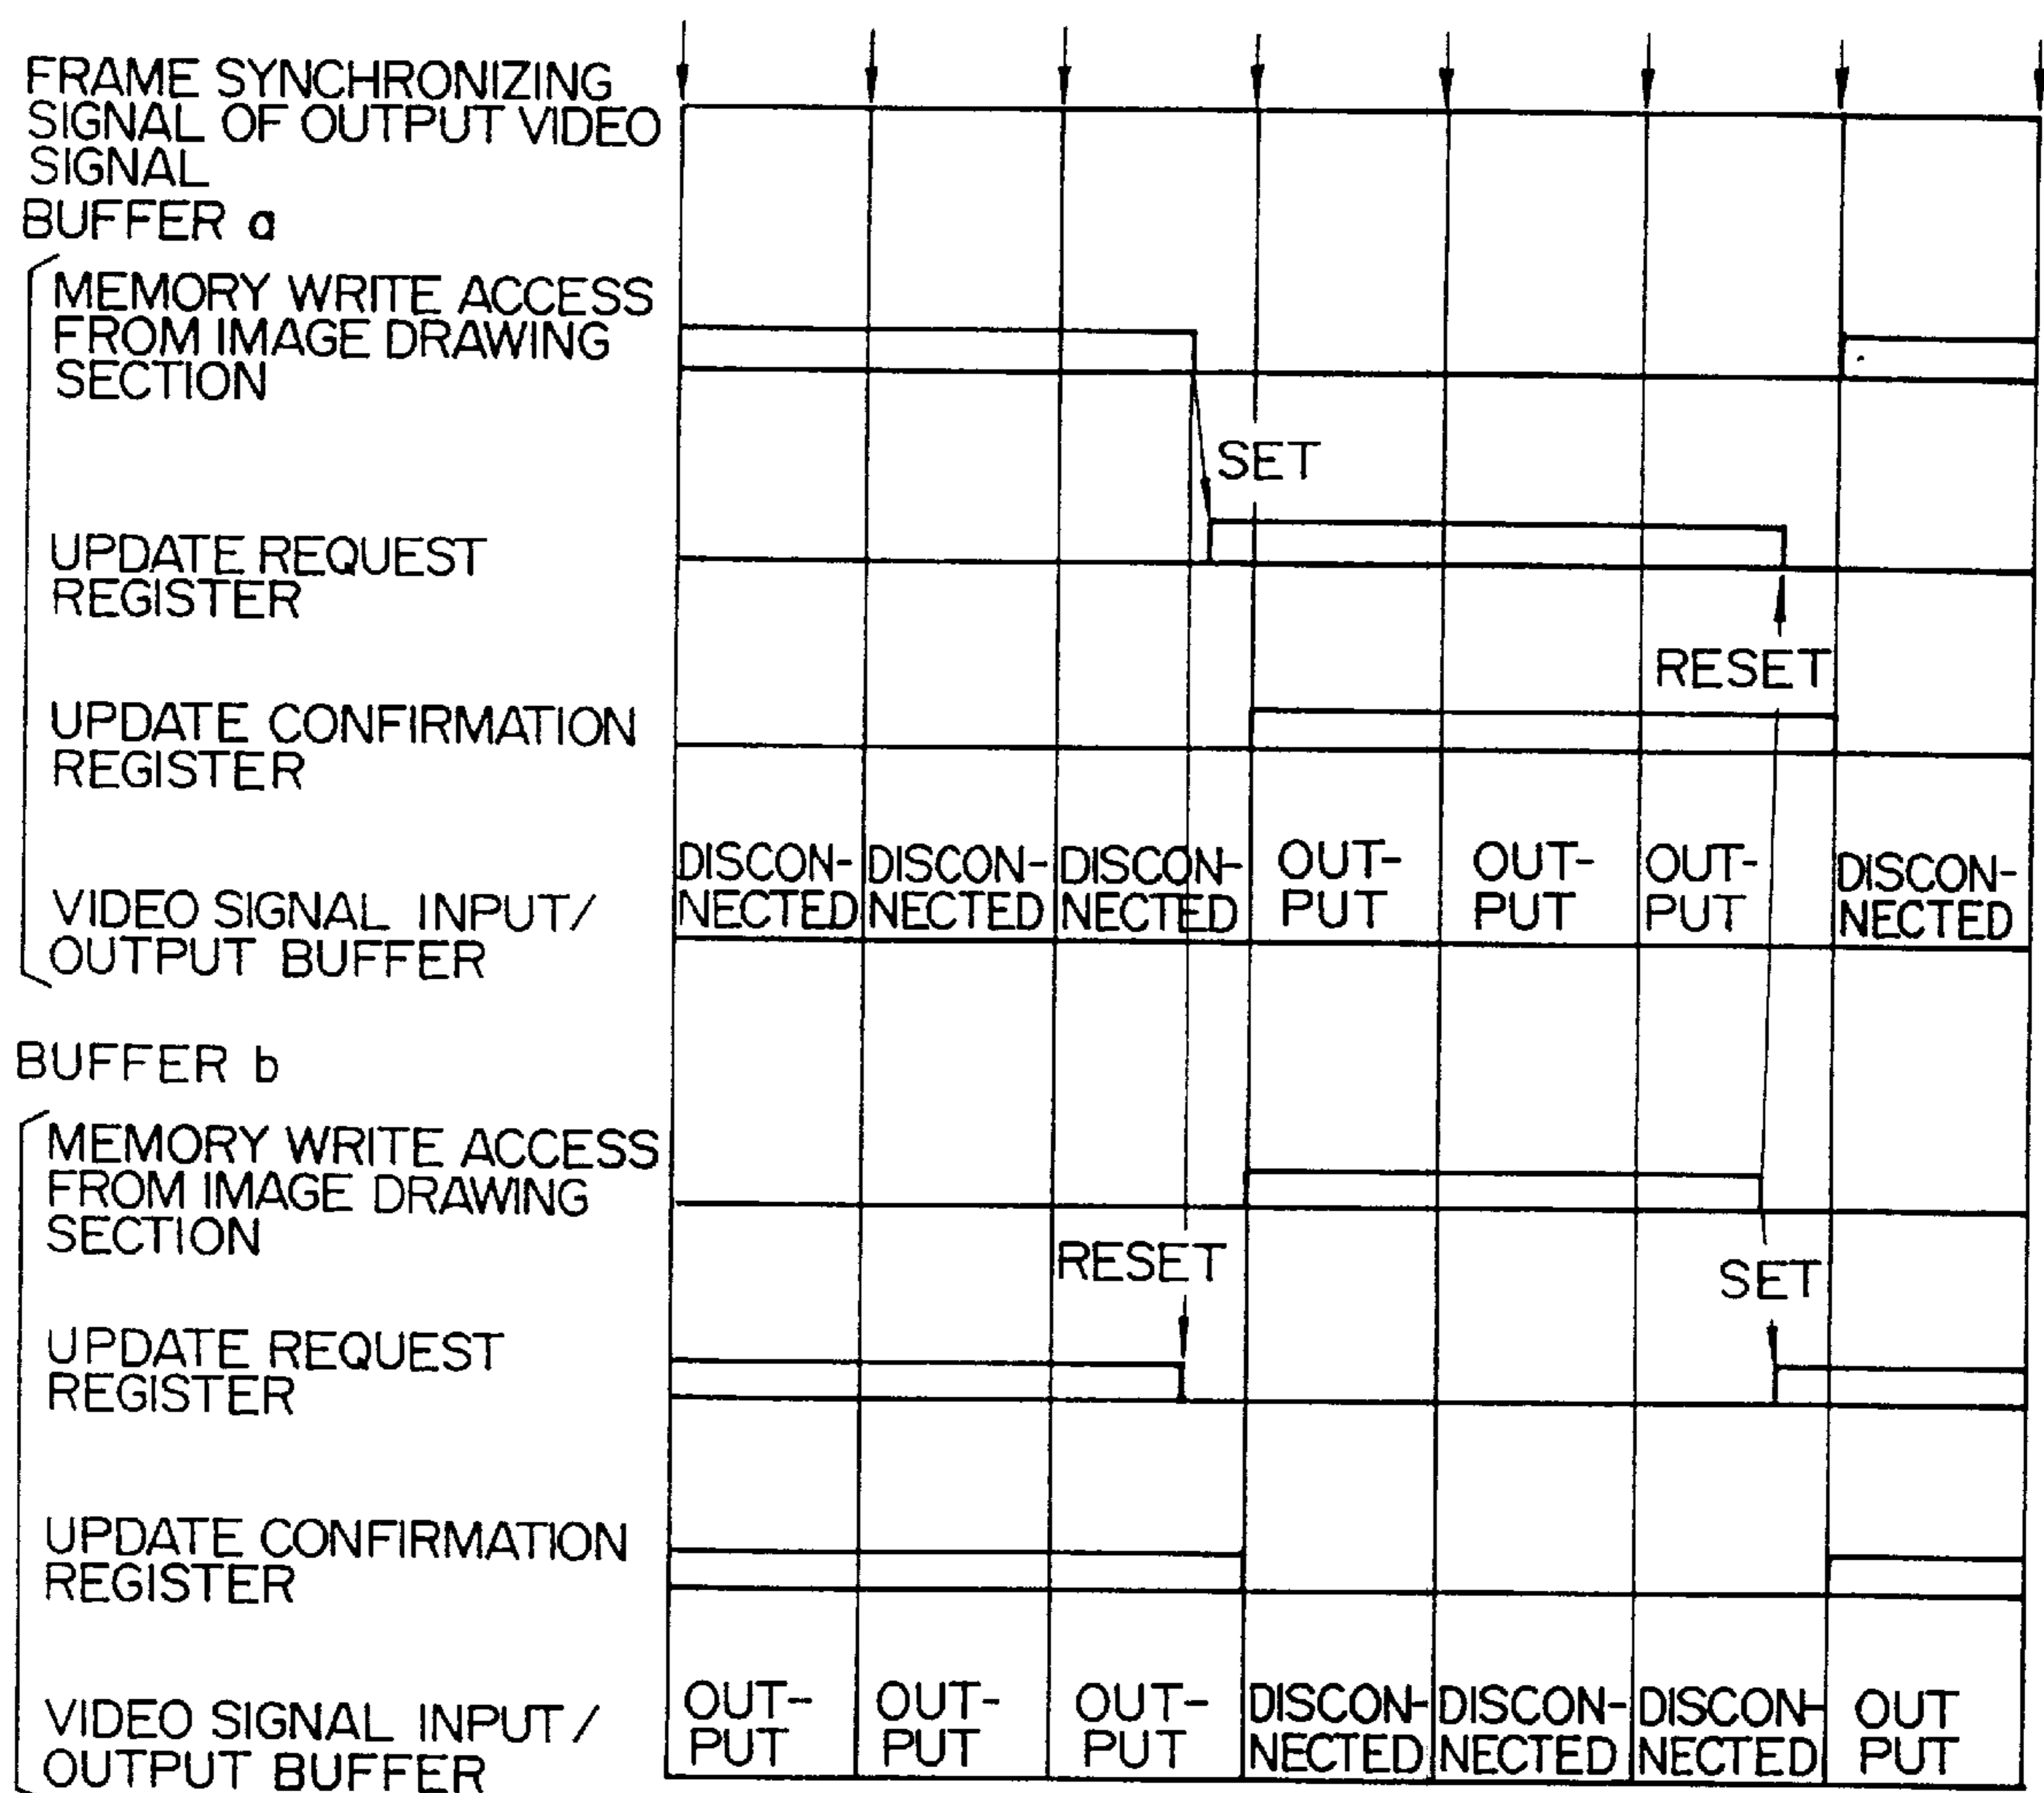 FRAME SYNCHRONIZING
SIGNAL OF OUTPUT VIDEO
SIGNAL
BUFFER a
MEMORY WRITE ACCESS
FROM IMAGE DRAWING
SECTION
SET
UPDATE REQUEST
REGISTER
RESET
UPDATE CONFIRMATION
REGISTER
DISCON- DISCON- DISCON- OUT- OUT- OUT- DISCON-
NECTED NECTED NECTED PUT PUT PUT NECTED
VIDEO SIGNAL INPUT/
OUTPUT BUFFER
BUFFER b
MEMORY WRITE ACCESS
FROM IMAGE DRAWING
SECTION
RESET
SET
UPDATE REQUEST
REGISTER
UPDATE CONFIRMATION
REGISTER
OUT- OUT- OUT- DISCON- DISCON- DISCON- OUT
PUT PUT PUT NECTED NECTED NECTED PUT
VIDEO SIGNAL INPUT/
OUTPUT BUFFER